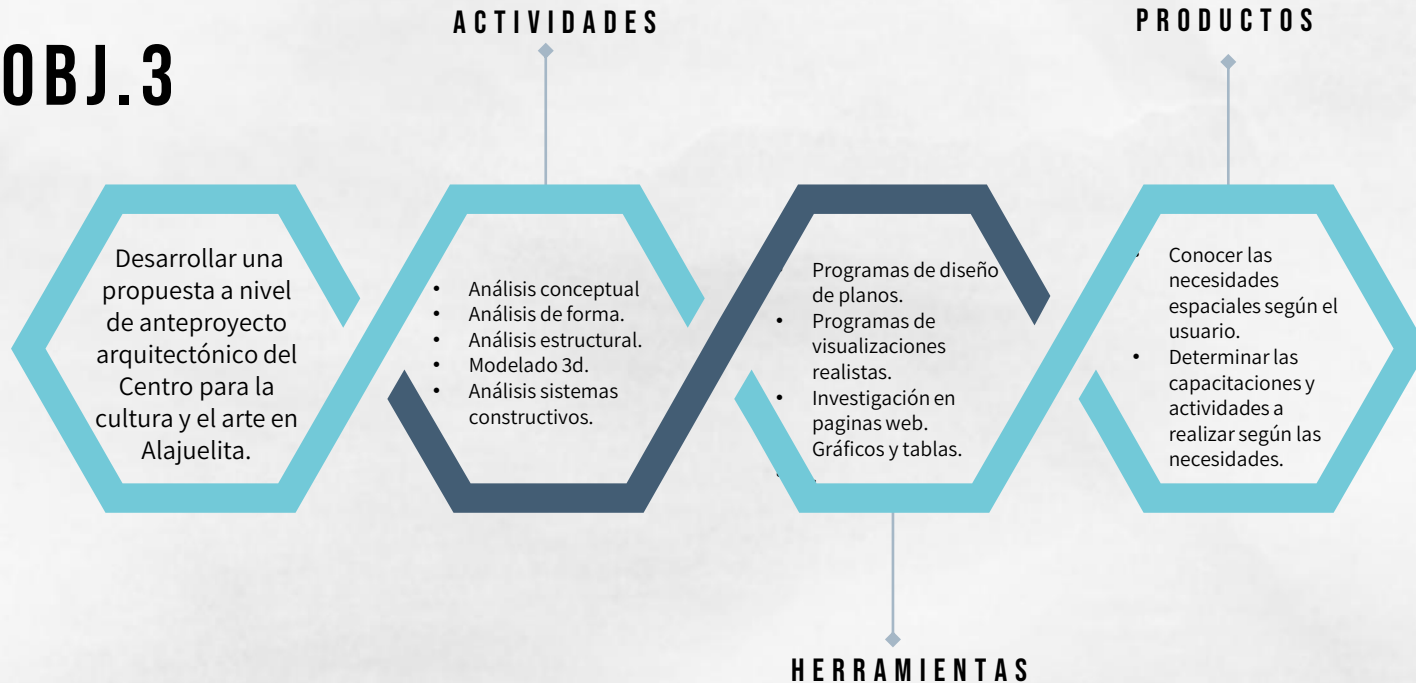 OBJ.3
ACTIVIDADES
PRODUCTOS
Desarrollar una
propuesta a nivel
de anteproyecto
arquitectónico del
Centro para la
cultura y el arte en
Alajuelita.
• Análisis conceptual
• Análisis de forma.
• Análisis estructural.
• Modelado 3d.
• Análisis sistemas
constructivos.
Programas de diseño
de planos.
• Programas de
visualizaciones
realistas.
• Investigación en
paginas web.
Gráficos y tablas.
• Conocer las
necesidades
espaciales según el
usuario.
• Determinar las
capacitaciones y
actividades a
realizar según las
necesidades.
HERRAMIENTAS